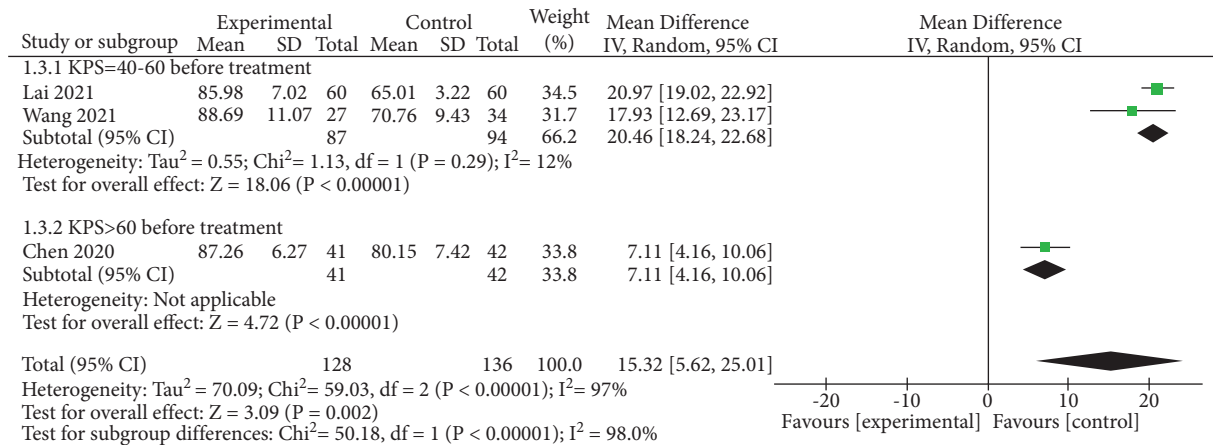 Experimental Control Weight Mean Difference Mean Difference
Study or subgroup Mean SD Total Mean SD Total (%) IV, Random, 95% CI IV, Random, 95% CI
1.3.1 KPS=40-60 before treatment
Lai 2021 85.98 7.02 60 65.01 3.22 60 34.5 20.97 [19.02, 22.92]
Wang 2021 88.69 11.07 27 70.76 9.43 34 31.7 17.93 [12.69, 23.17]
Subtotal (95% CI) 87 94 66.2 20.46 [18.24, 22.68]
Heterogeneity: Tau² = 0.55; Chi²= 1.13, df = 1 (P = 0.29); I²= 12%
Test for overall effect: Z = 18.06 (P < 0.00001)
1.3.2 KPS>60 before treatment
Chen 2020 87.26 6.27 41 80.15 7.42 42 33.8 7.11 [4.16, 10.06]
Subtotal (95% CI) 41 42 33.8 7.11 [4.16, 10.06]
Heterogeneity: Not applicable
Test for overall effect: Z = 4.72 (P < 0.00001)
Total (95% CI) 128 136 100.0 15.32 [5.62, 25.01]
Heterogeneity: Tau² = 70.09; Chi²= 59.03, df = 2 (P < 0.00001); I²= 97%
Test for overall effect: Z = 3.09 (P = 0.002)
Test for subgroup differences: Chi²= 50.18, df = 1 (P < 0.00001); I² = 98.0%
-20 -10 0 10 20
Favours [experimental] Favours [control]